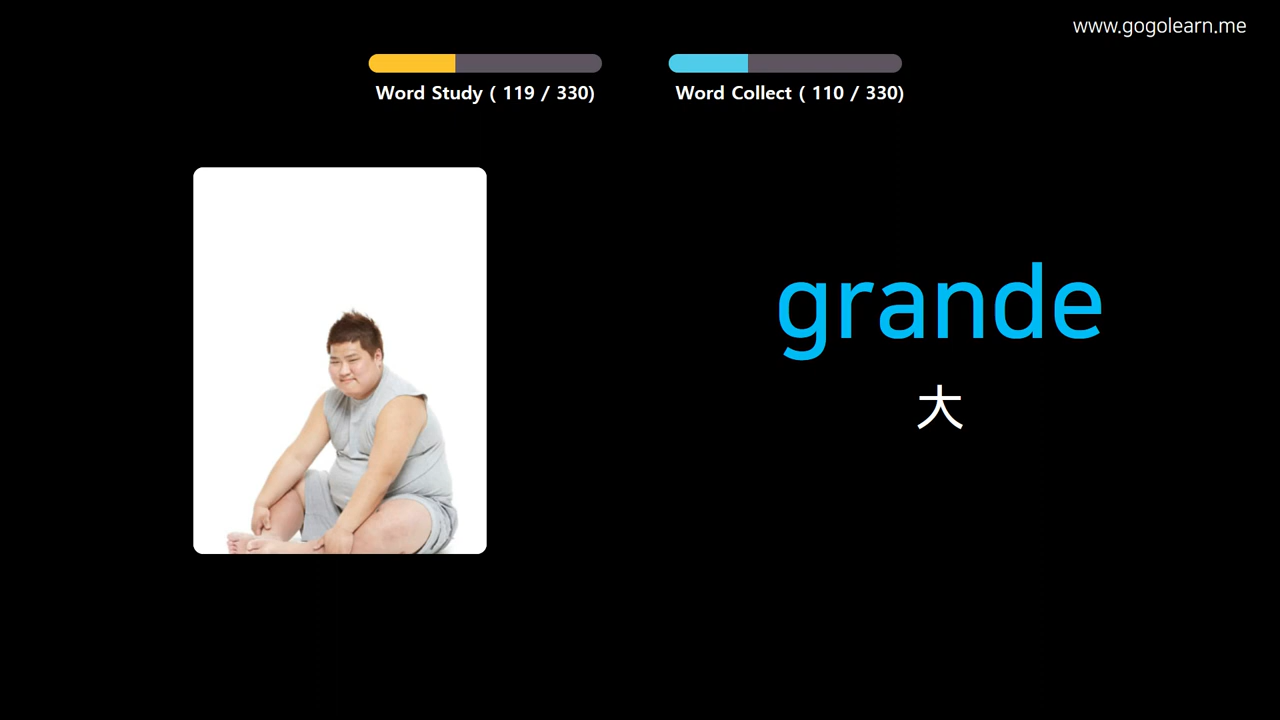 www.gogolearn.me
Word Study ( 119 / 330)
Word Collect ( 110 / 330)
grande
大